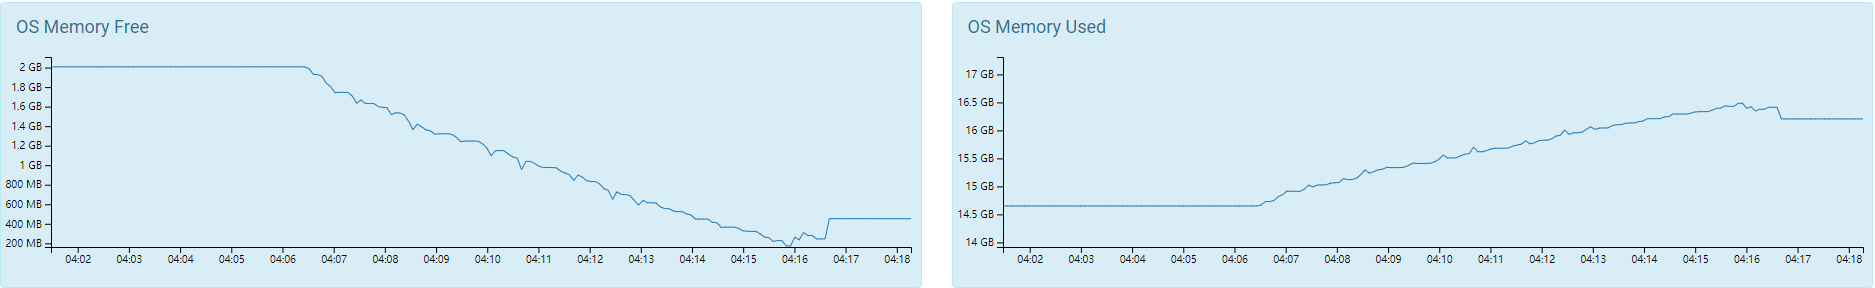 OS Memory Free
2 GB
1.8 GB
1.6 GB
1.4 GB
1.2 GB
1 GB
800 MB
600 MB
400 MB
200 MB
04:02 04:03 04:04 04:05 04:06 04:07 04:08 04:09 04:10 04:11 04:12 04:13 04:14 04:15 04:16 04:17 04:18
OS Memory Used
17 GB
16.5 GB
16 GB
15.5 GB
15 GB
14.5 GB
14 GB
04:02 04:03 04:04 04:05 04:06 04:07 04:08 04:09 04:10 04:11 04:12 04:13 04:14 04:15 04:16 04:17 04:18